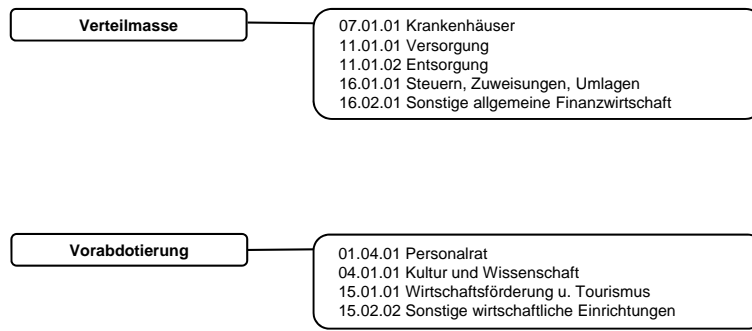 Verteilmasse
07.01.01 Krankenhäuser
11.01.01 Versorgung
11.01.02 Entsorgung
16.01.01 Steuern, Zuweisungen, Umlagen
16.02.01 Sonstige allgemeine Finanzwirtschaft
Vorabdotierung
01.04.01 Personalrat
04.01.01 Kultur und Wissenschaft
15.01.01 Wirtschaftsförderung u. Tourismus
15.02.02 Sonstige wirtschaftliche Einrichtungen